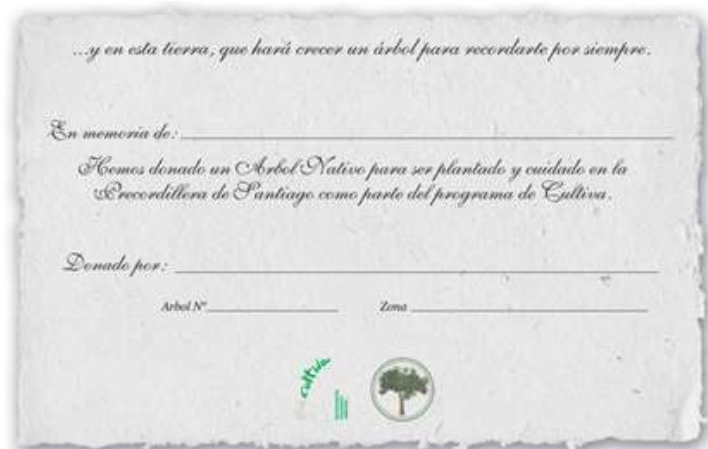 ...y en esta tierra, que hará crecer un árbol para recordarte por siempre.
En memoria de:
Hemos donado un Arbol Nativo para ser plantado y cuidado en la
Precordillera de Santiago como parte del programa de Cultiva.
Donado por:
Arbol Nº Zona
cultiva